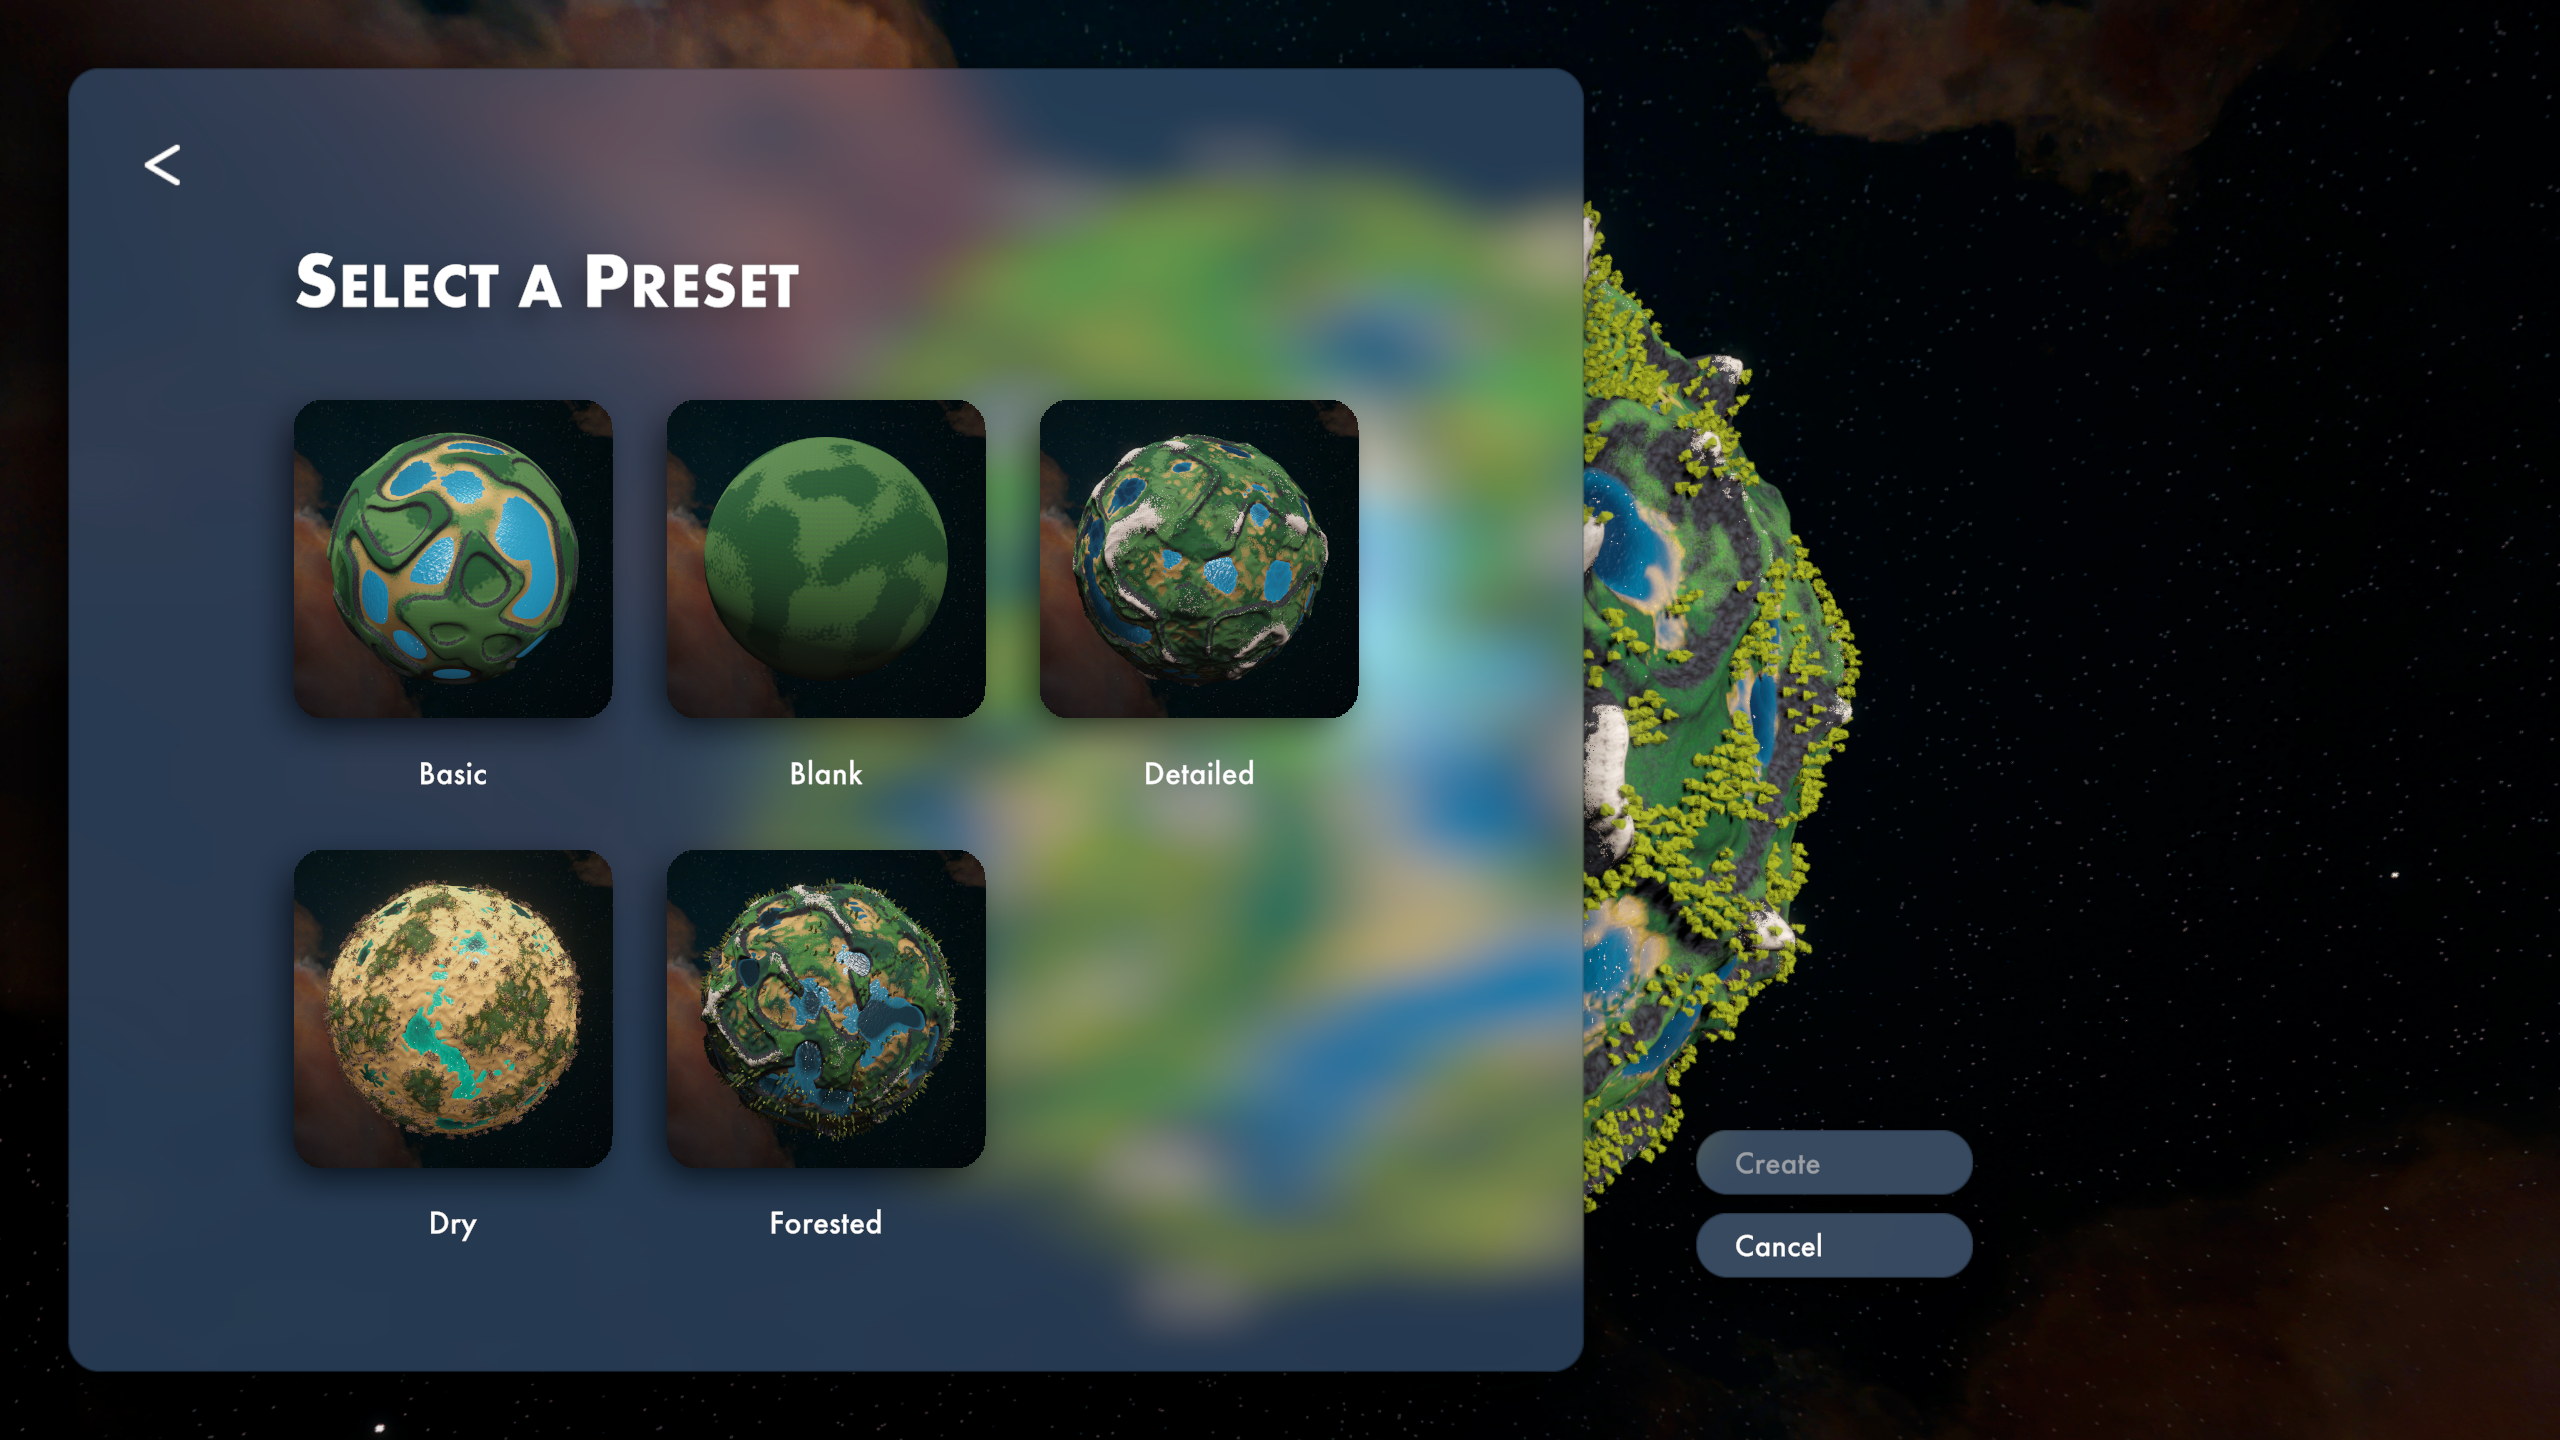 Select a Preset
Basic
Blank
Detailed
Dry
Forested
Create
Cancel